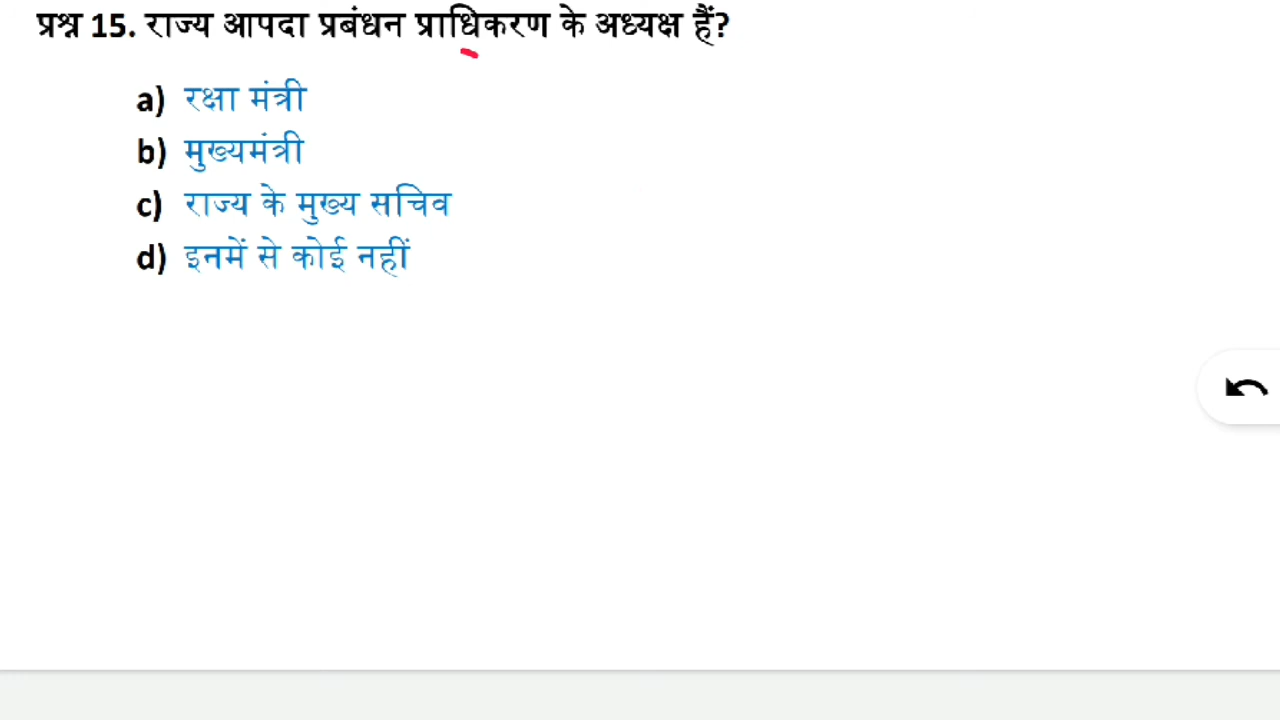 प्रश्न 15. राज्य आपदा प्रबंधन प्राधिकरण के अध्यक्ष हैं?
a) रक्षा मंत्री
b) मुख्यमंत्री
c) राज्य के मुख्य सचिव
d) इनमें से कोई नहीं